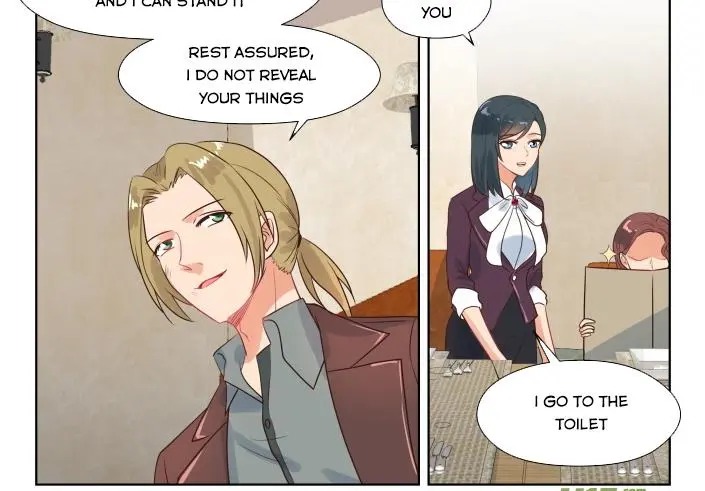 AND I CAN STAND IT
REST ASSURED,
I DO NOT REVEAL
YOUR THINGS
YOU
I GO TO THE
TOILET